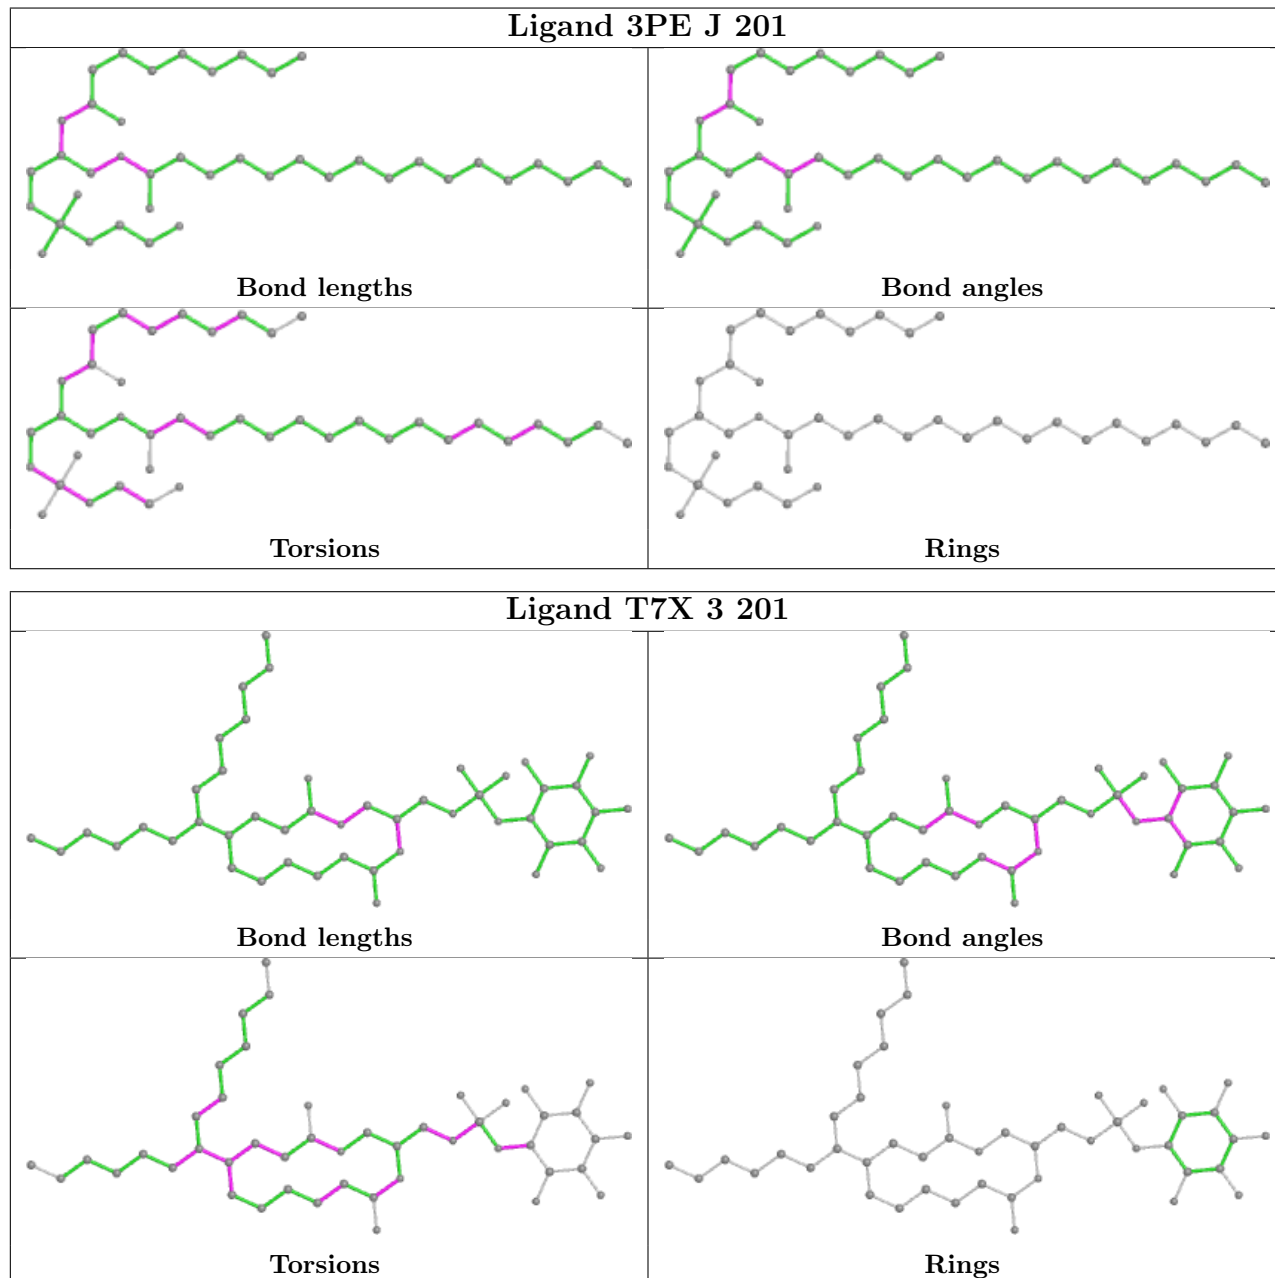 Ligand 3PE J 201
Bond lengths
Bond angles
Torsions
Rings
Ligand T7X 3 201
Bond lengths
Bond angles
Torsions
Rings